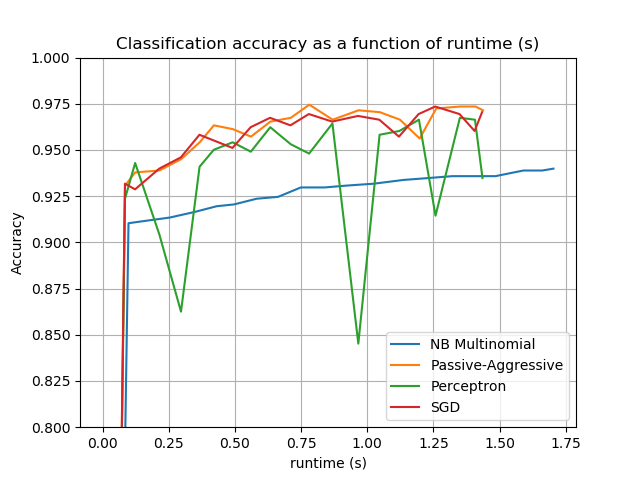 Classification accuracy as a function of runtime (s)
1.000
0.975
0.950
0.925
0.900
0.875
0.850
0.825
0.800
Accuracy
NB Multinomial
Passive-Aggressive
Perceptron
SGD
0.00 0.25 0.50 0.75 1.00 1.25 1.50 1.75
runtime (s)